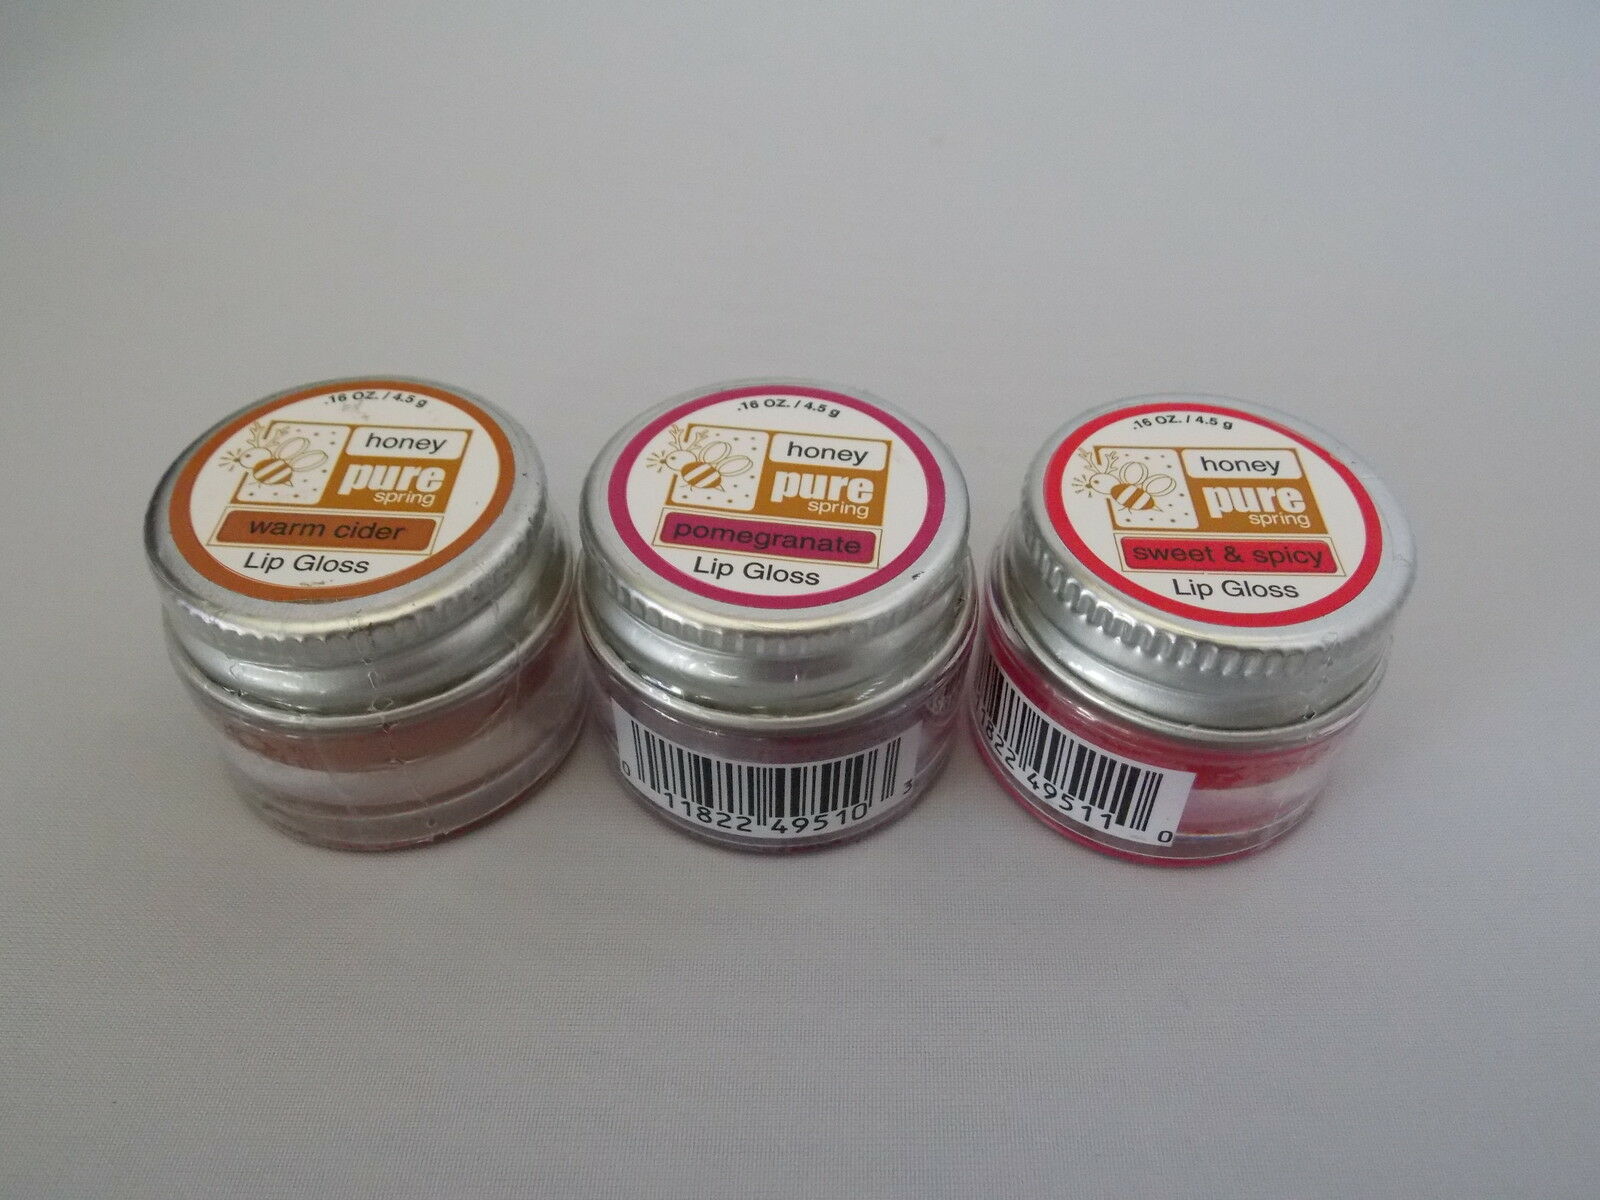 .16 OZ. / 4.5 g
honey
pure
spring
warm cider
Lip Gloss
.16 OZ. / 4.5 g
honey
pure
spring
pomegranate
Lip Gloss
0 11822 49510 3
.16 OZ. / 4.5 g
honey
pure
spring
sweet & spicy
Lip Gloss
11822 49511 0